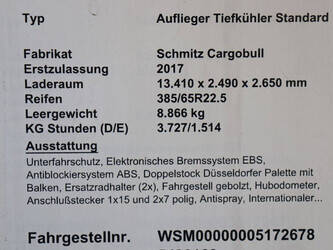 Typ Auflieger Tiefkühler Standard
Fabrikat Schmitz Cargobull
Erstzulassung 2017
Laderaum 13.410 x 2.490 x 2.650 mm
Reifen 385/65R22.5
Leergewicht 8.866 kg
KG Stunden (D/E) 3.727/1.514
Ausstattung
Unterfahrschutz, Elektronisches Bremssystem EBS,
Antiblockiersystem ABS, Doppelstock Düsseldorfer Palette mit
Balken, Ersatzradhalter (2x), Fahrgestell gebolzt, Hubodometer,
Anschlußstecker 1x15 und 2x7 polig, Antispray, Internationaler...
Fahrgestellnr. WSM00000005172678